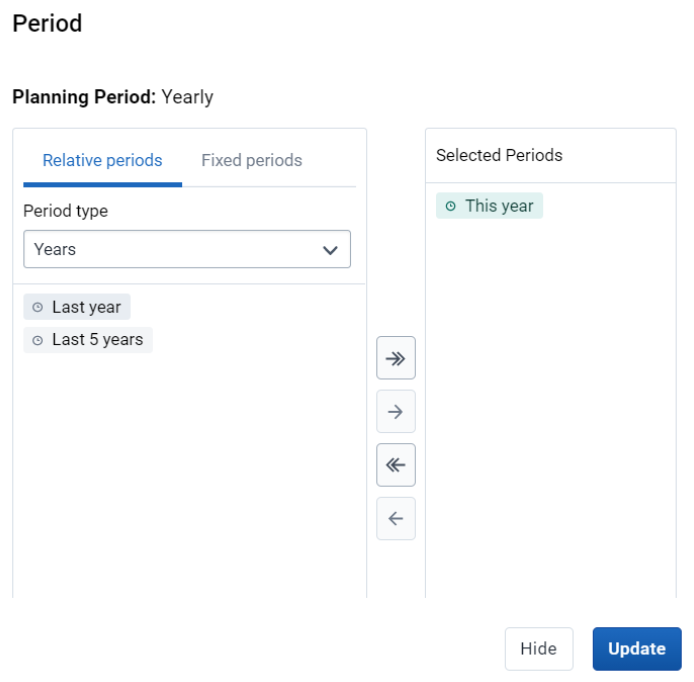 Period
Planning Period: Yearly
Relative periods
Fixed periods
Period type
Years
Last year
Last 5 years
Selected Periods
This year
Hide
Update